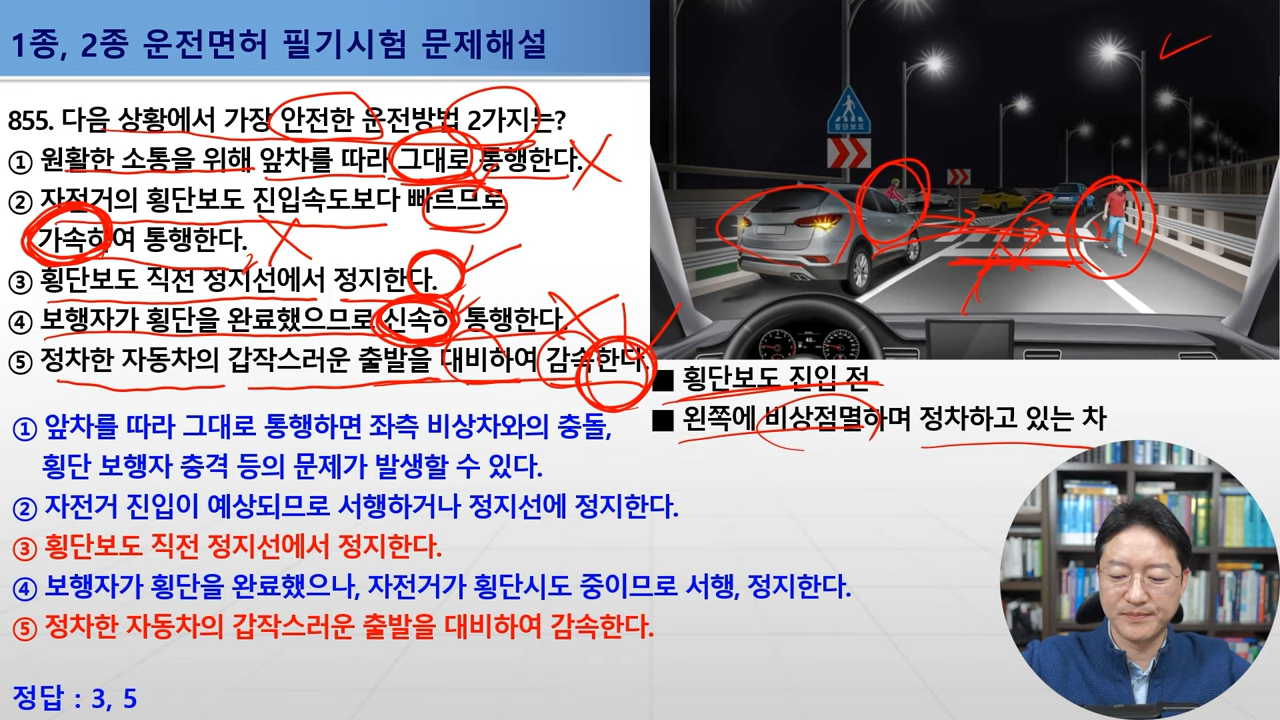 1종, 2종 운전면허 필기시험 문제해설
855. 다음 상황에서 가장 안전한 운전방법 2가지는?
① 원활한 소통을 위해 앞차를 따라 그대로 통행한다.
② 자전거의 횡단보도 진입속도보다 빠르므로
가속하여 통행한다.
③ 횡단보도 직전 정지선에서 정지한다.
④ 보행자가 횡단을 완료했으므로 신속히 통행한다.
⑤ 정차한 자동차의 갑작스러운 출발을 대비하여 감속한다.
횡단보도
■ 횡단보도 진입 전
■ 왼쪽에 비상점멸하며 정차하고 있는 차
① 앞차를 따라 그대로 통행하면 좌측 비상차와의 충돌,
횡단 보행자 충격 등의 문제가 발생할 수 있다.
② 자전거 진입이 예상되므로 서행하거나 정지선에 정지한다.
③ 횡단보도 직전 정지선에서 정지한다.
④ 보행자가 횡단을 완료했으나, 자전거가 횡단시도 중이므로 서행, 정지한다.
⑤ 정차한 자동차의 갑작스러운 출발을 대비하여 감속한다.
정답 : 3, 5